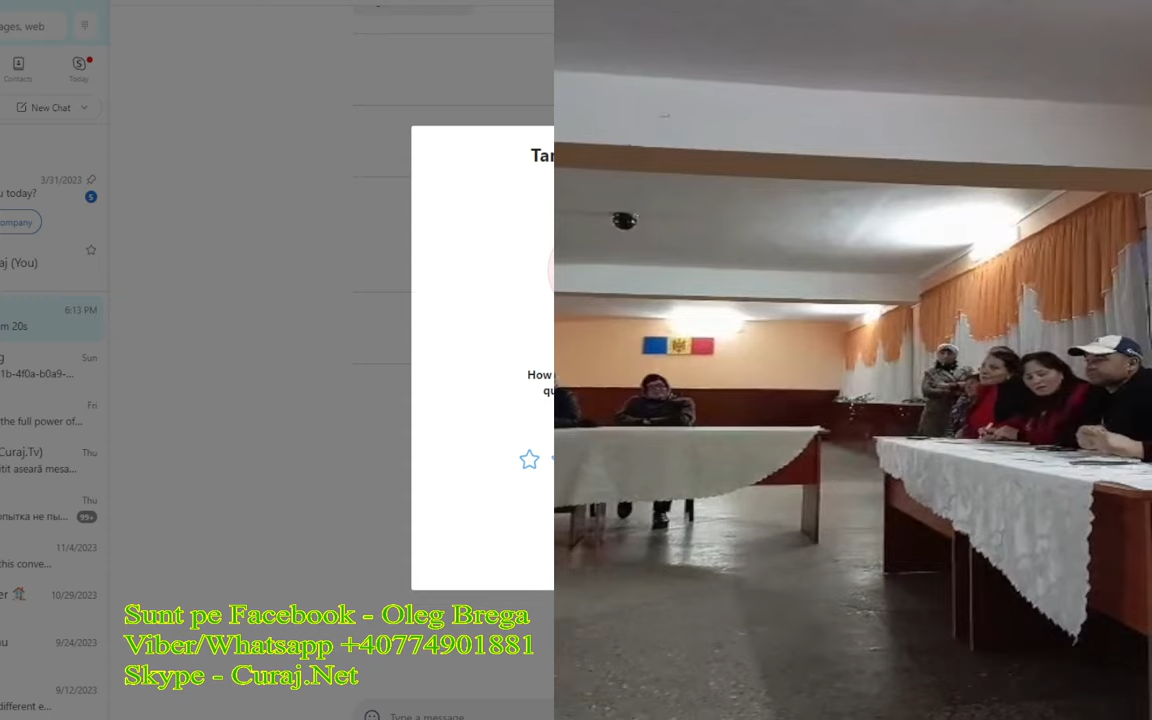 ages, web
Contacts
Today
New Chat
3/31/2023
u today?
ompany
aj (You)
6:13 PM
m 20s
g
Sun
1b-4f0a-b0a9-...
Fri
the full power of...
Curaj.Tv)
Thu
itit aseară mesa...
Thu
опытка не пы...
99+
11/4/2023
this conve...
er
10/29/2023
u
9/24/2023
9/12/2023
different e...
Tar
How
qu
Type a message
Sunt pe Facebook - Oleg Brega
Viber/Whatsapp +40774901881
Skype - Curaj.Net